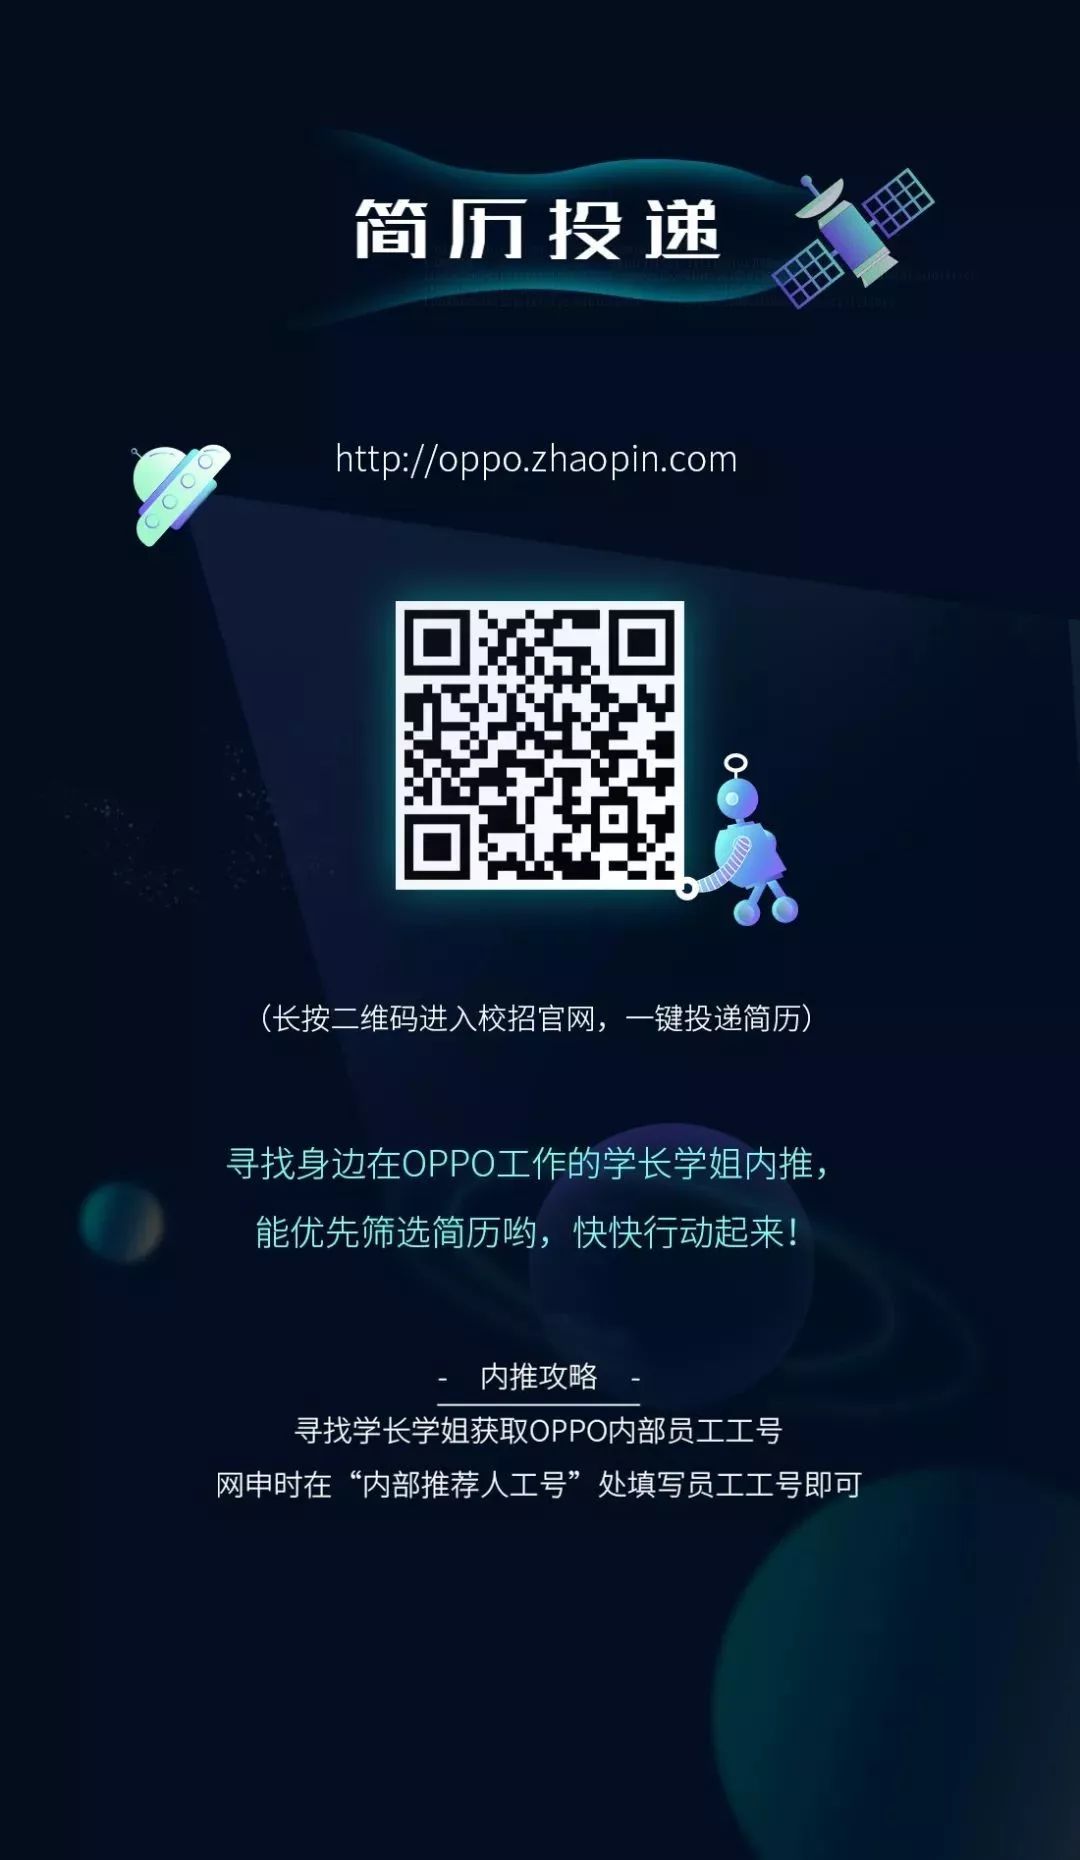 简历投递
http://oppo.zhaopin.com
（长按二维码进入校招官网，一键投递简历）
寻找身边在OPPO工作的学长学姐内推，
能优先筛选简历哟，快快行动起来！
- 内推攻略 -
寻找学长学姐获取OPPO内部员工工号
网申时在“内部推荐人工号”处填写员工工号即可